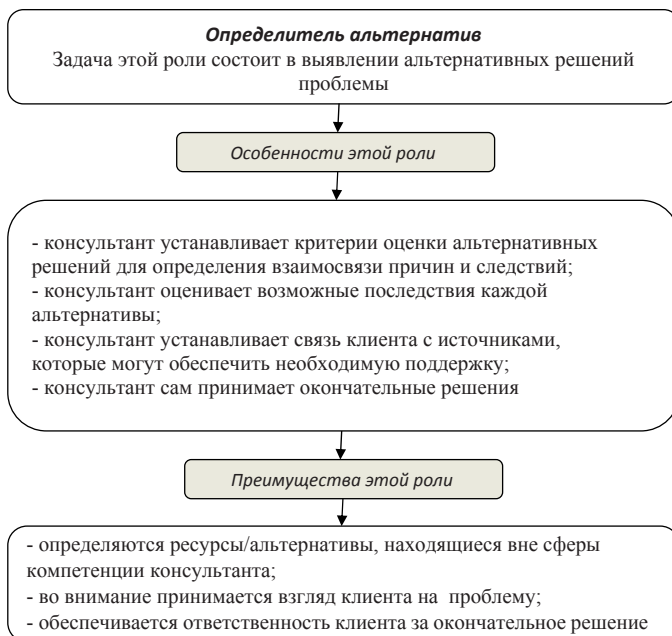 Определитель альтернатив
Задача этой роли состоит в выявлении альтернативных решений
проблемы
Особенности этой роли
- консультант устанавливает критерии оценки альтернативных
решений для определения взаимосвязи причин и следствий;
- консультант оценивает возможные последствия каждой
альтернативы;
- консультант устанавливает связь клиента с источниками,
которые могут обеспечить необходимую поддержку;
- консультант сам принимает окончательные решения
Преимущества этой роли
- определяются ресурсы/альтернативы, находящиеся вне сферы
компетенции консультанта;
- во внимание принимается взгляд клиента на проблему;
- обеспечивается ответственность клиента за окончательное решение